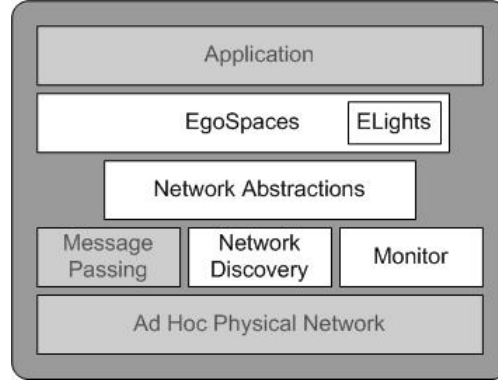 Application
EgoSpaces
ELights
Network Abstractions
Message
Passing
Network
Discovery
Monitor
Ad Hoc Physical Network